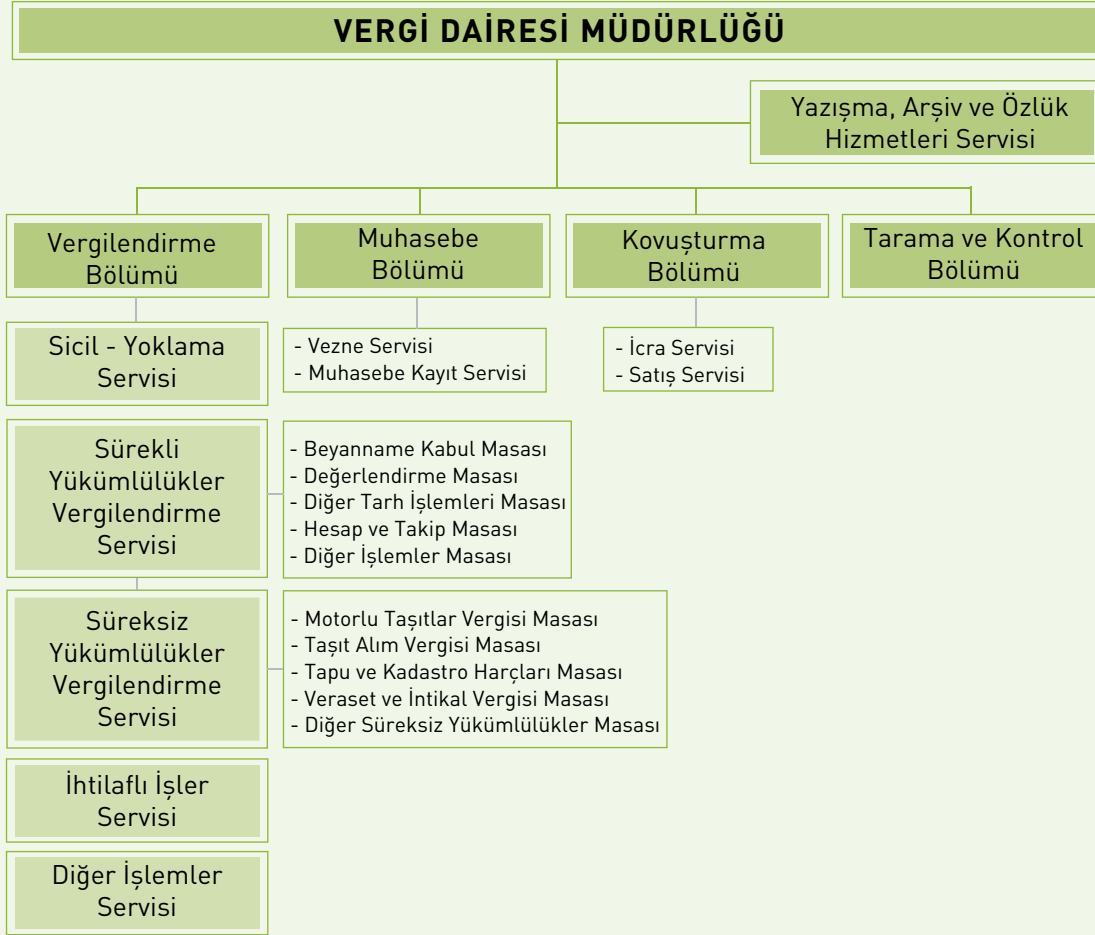 VERGİ DAİRESİ MÜDÜRLÜĞÜ
Yazışma, Arşiv ve Özlük
Hizmetleri Servisi
Vergilendirme
Bölümü
Muhasebe
Bölümü
Kovuşturma
Bölümü
Tarama ve Kontrol
Bölümü
Sicil - Yoklama
Servisi
- Vezne Servisi
- Muhasebe Kayıt Servisi
- İcra Servisi
- Satış Servisi
Sürekli
Yükümlülükler
Vergilendirme
Servisi
- Beyanname Kabul Masası
- Değerlendirme Masası
- Diğer Tarh İşlemleri Masası
- Hesap ve Takip Masası
- Diğer İşlemler Masası
Süreksiz
Yükümlülükler
Vergilendirme
Servisi
- Motorlu Taşıtlar Vergisi Masası
- Taşıt Alım Vergisi Masası
- Tapu ve Kadastro Harçları Masası
- Veraset ve İntikal Vergisi Masası
- Diğer Süreksiz Yükümlülükler Masası
İhtilaflı İşler
Servisi
Diğer İşlemler
Servisi